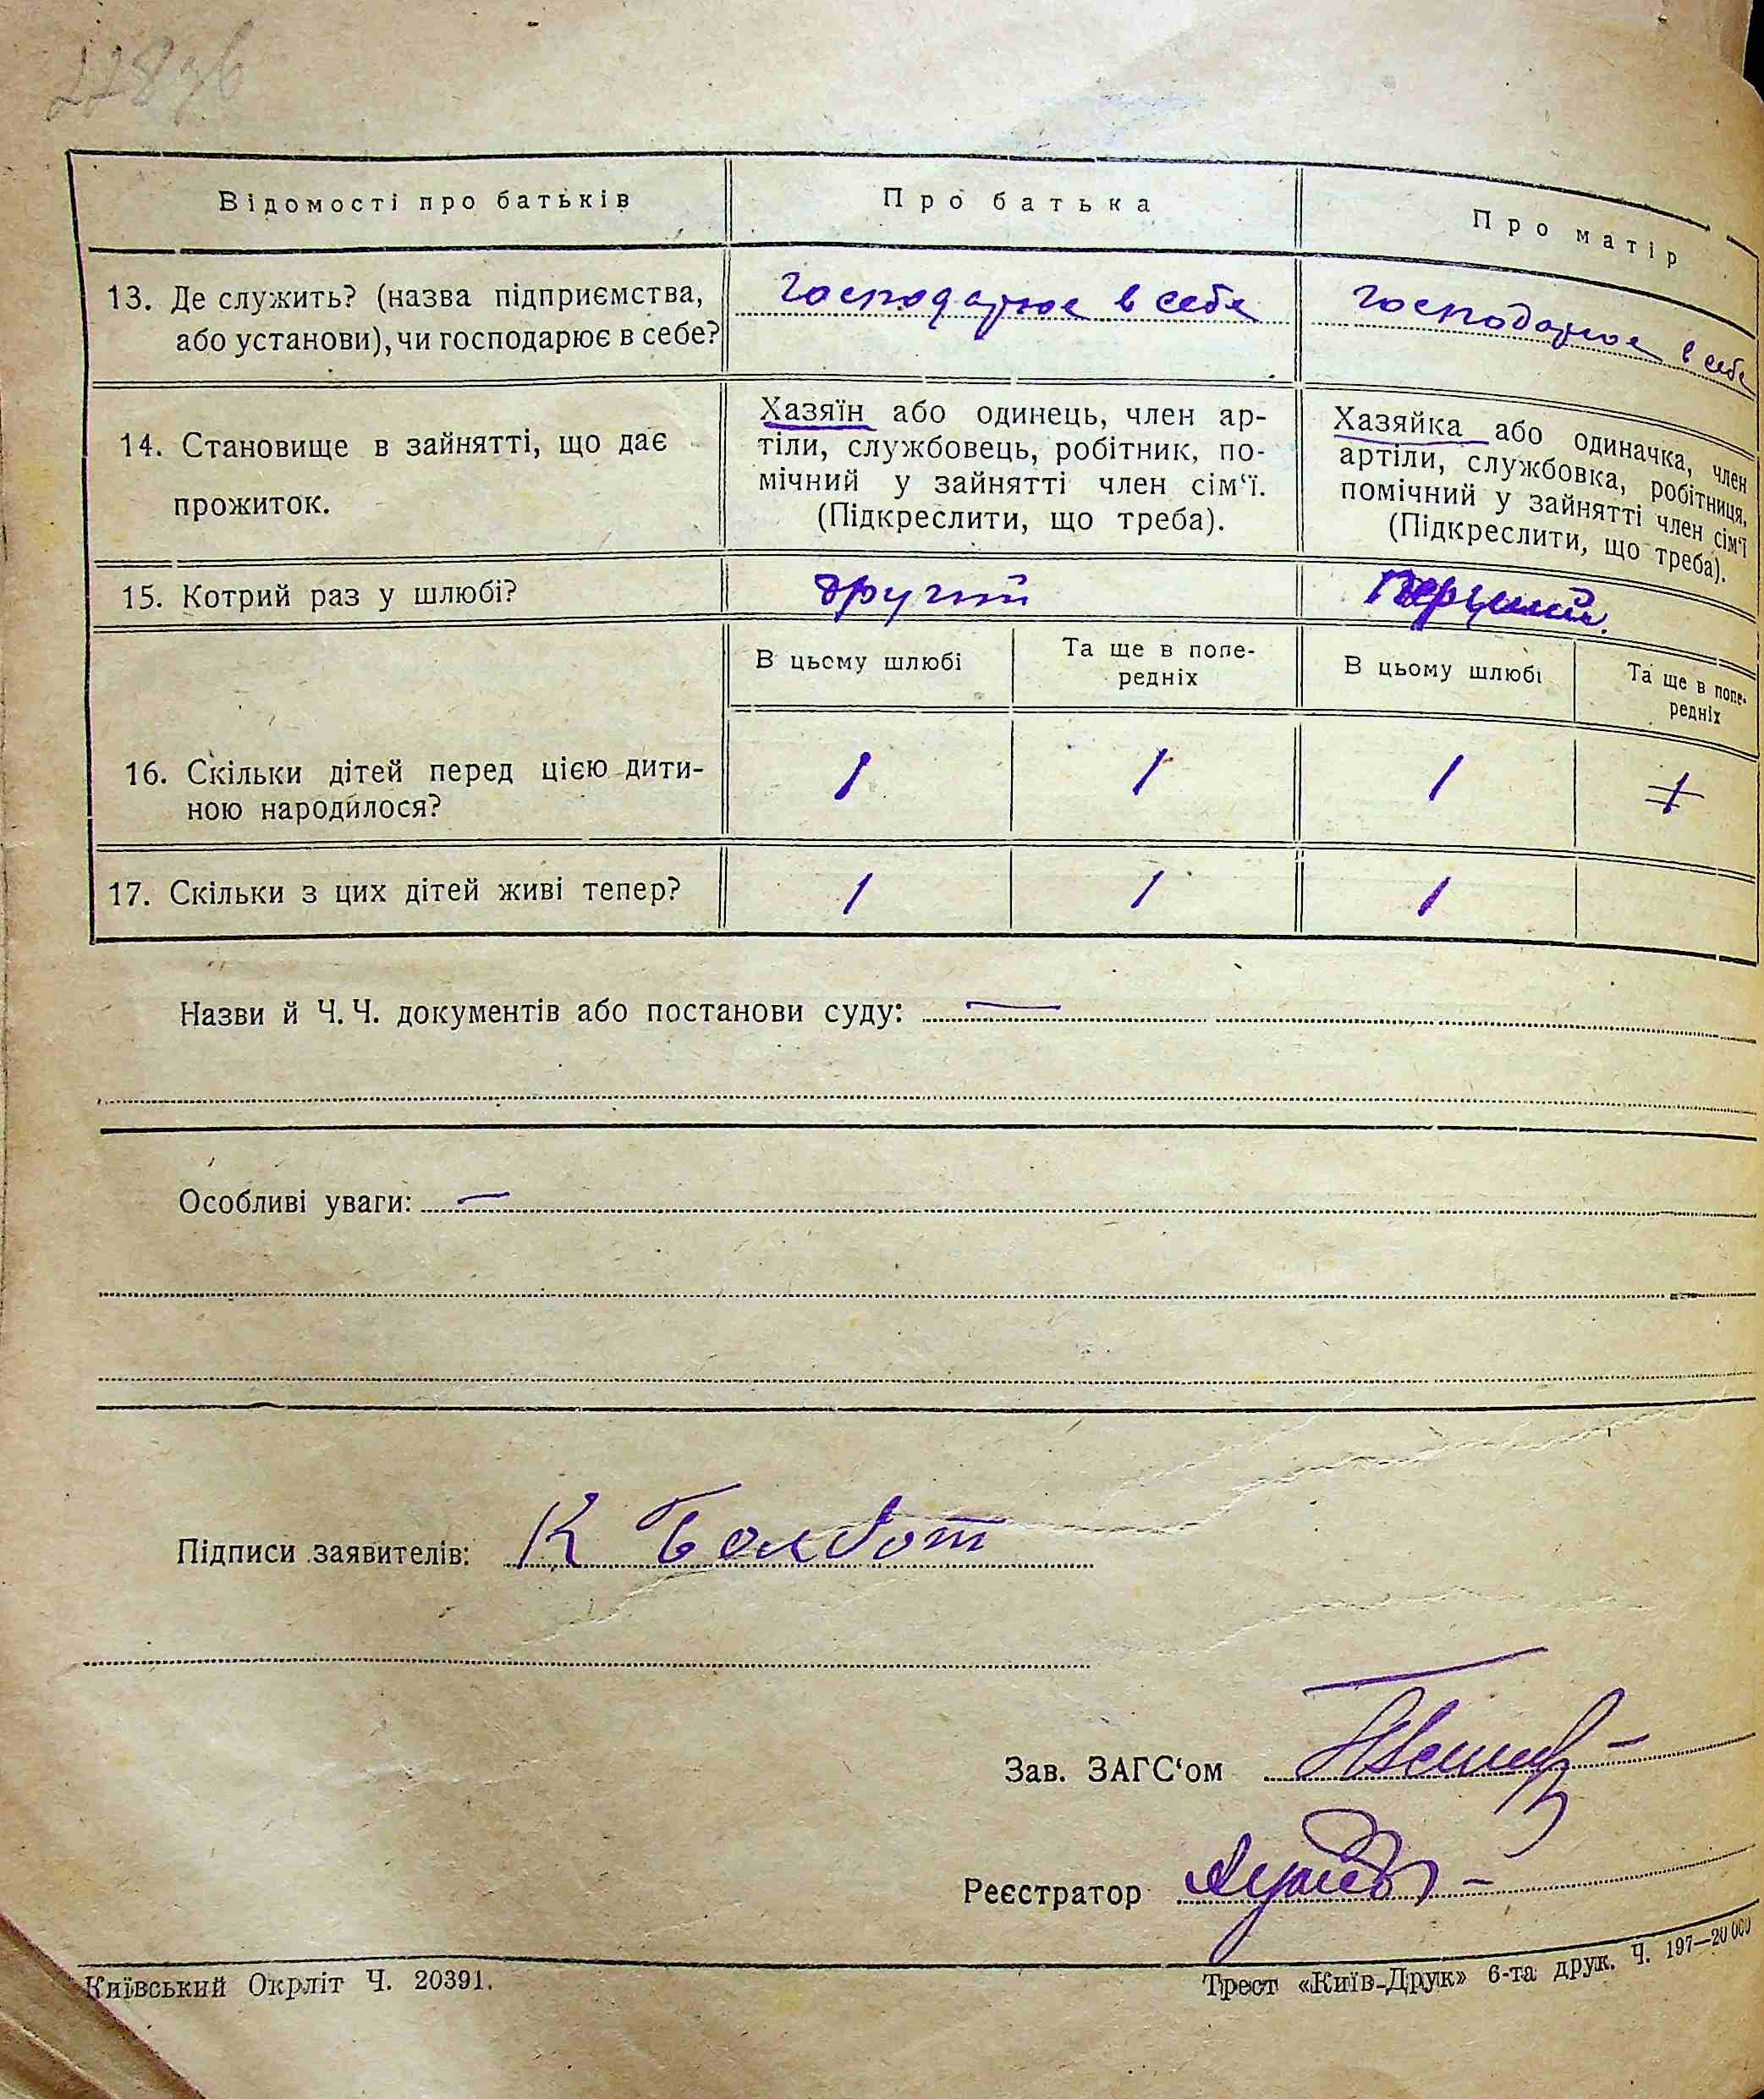 228 зв
Відомості про батьків
Про батька
Про матір
13. Де служить? (назва підприємства,
або установи), чи господарює в себе?
господарює в себе
господарює в себе
14. Становище в зайнятті, що дає
прожиток.
Хазяїн або одинець, член ар-
тіли, службовець, робітник, по-
мічний у зайнятті член сім‘ї.
(Підкреслити, що треба).
Хазяйка або одиначка, член
артіли, службовка, робітниця,
помічний у зайнятті член сім‘ї
(Підкреслити, що треба).
15. Котрий раз у шлюбі?
другий
Перший
В цьому шлюбі
Та ще в попе-
редніх
В цьому шлюбі
Та ще в попе-
редніх
16. Скільки дітей перед цією дити-
ною народилося?
1
1
1
17. Скільки з цих дітей живі тепер?
1
1
1
Назви й Ч. Ч. документів або постанови суду: —
Особливі уваги: —
Підписи заявителів: К Болбот
Зав. ЗАГС‘ом
Реєстратор
Київський Окрліт Ч. 20391.
Трест «Київ-Друк» 6-та друк. Ч. 197—20 000